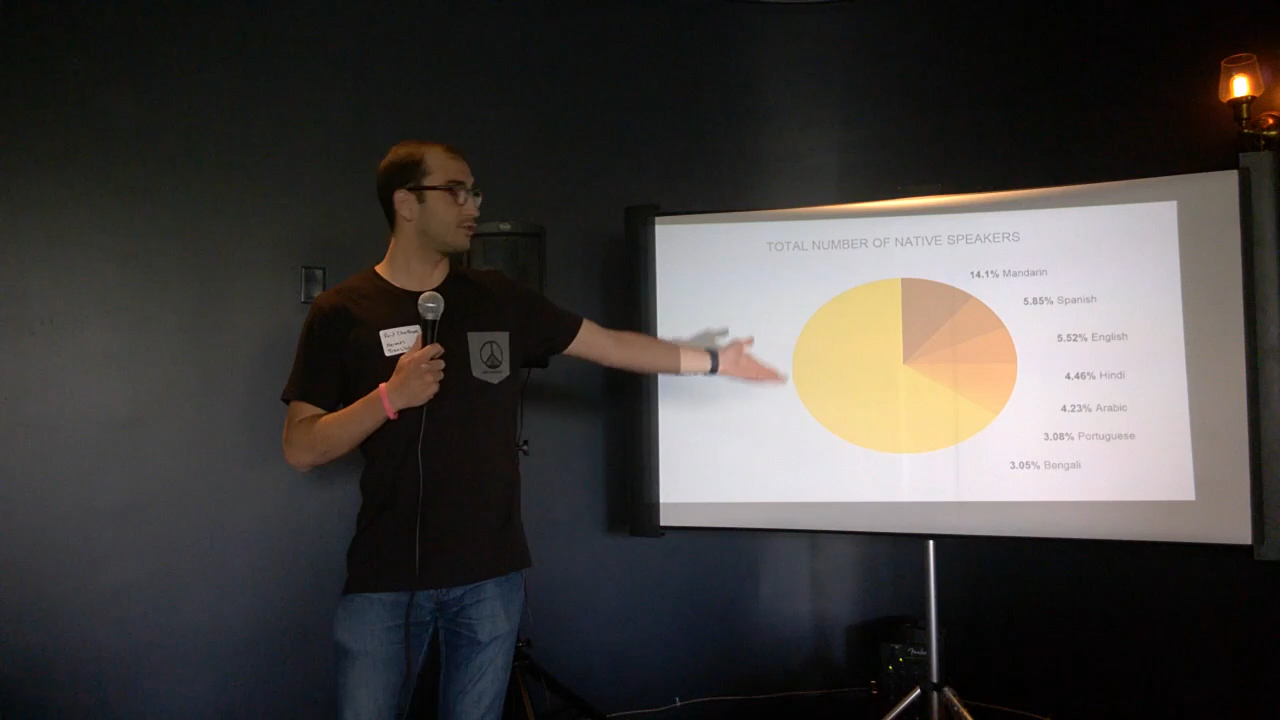 TOTAL NUMBER OF NATIVE SPEAKERS
14.1% Mandarin
5.85% Spanish
5.52% English
4.46% Hindi
4.23% Arabic
3.08% Portuguese
3.05% Bengali
Fender